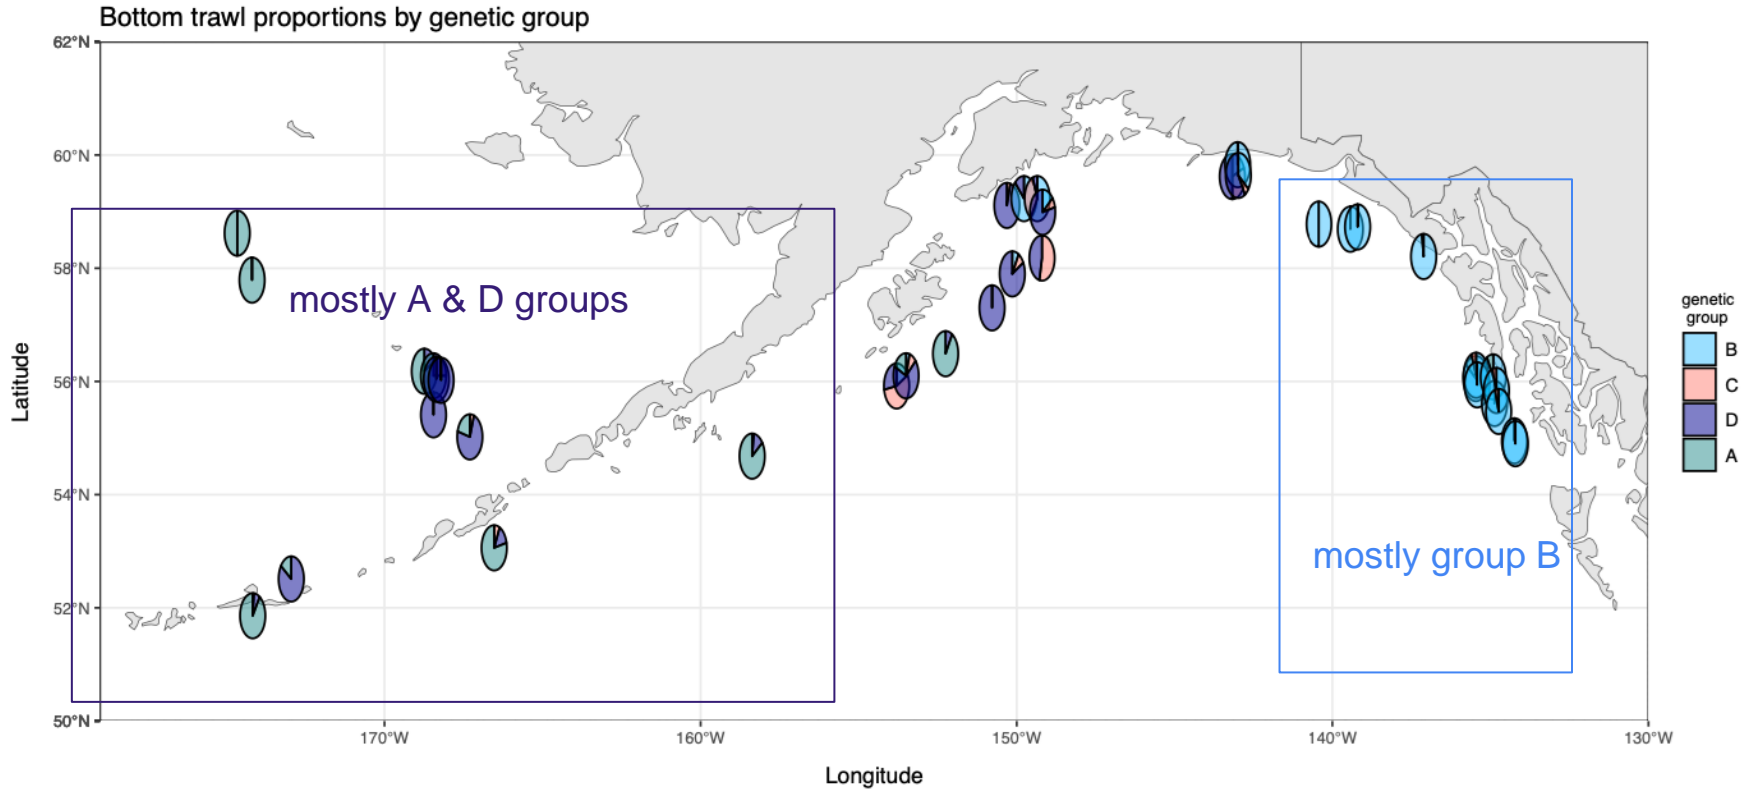 Bottom trawl proportions by genetic group
62°N
60°N
58°N
56°N
54°N
52°N
50°N
Latitude
mostly A & D groups
mostly group B
genetic
group
B
C
D
A
170°W
160°W
150°W
140°W
130°W
Longitude